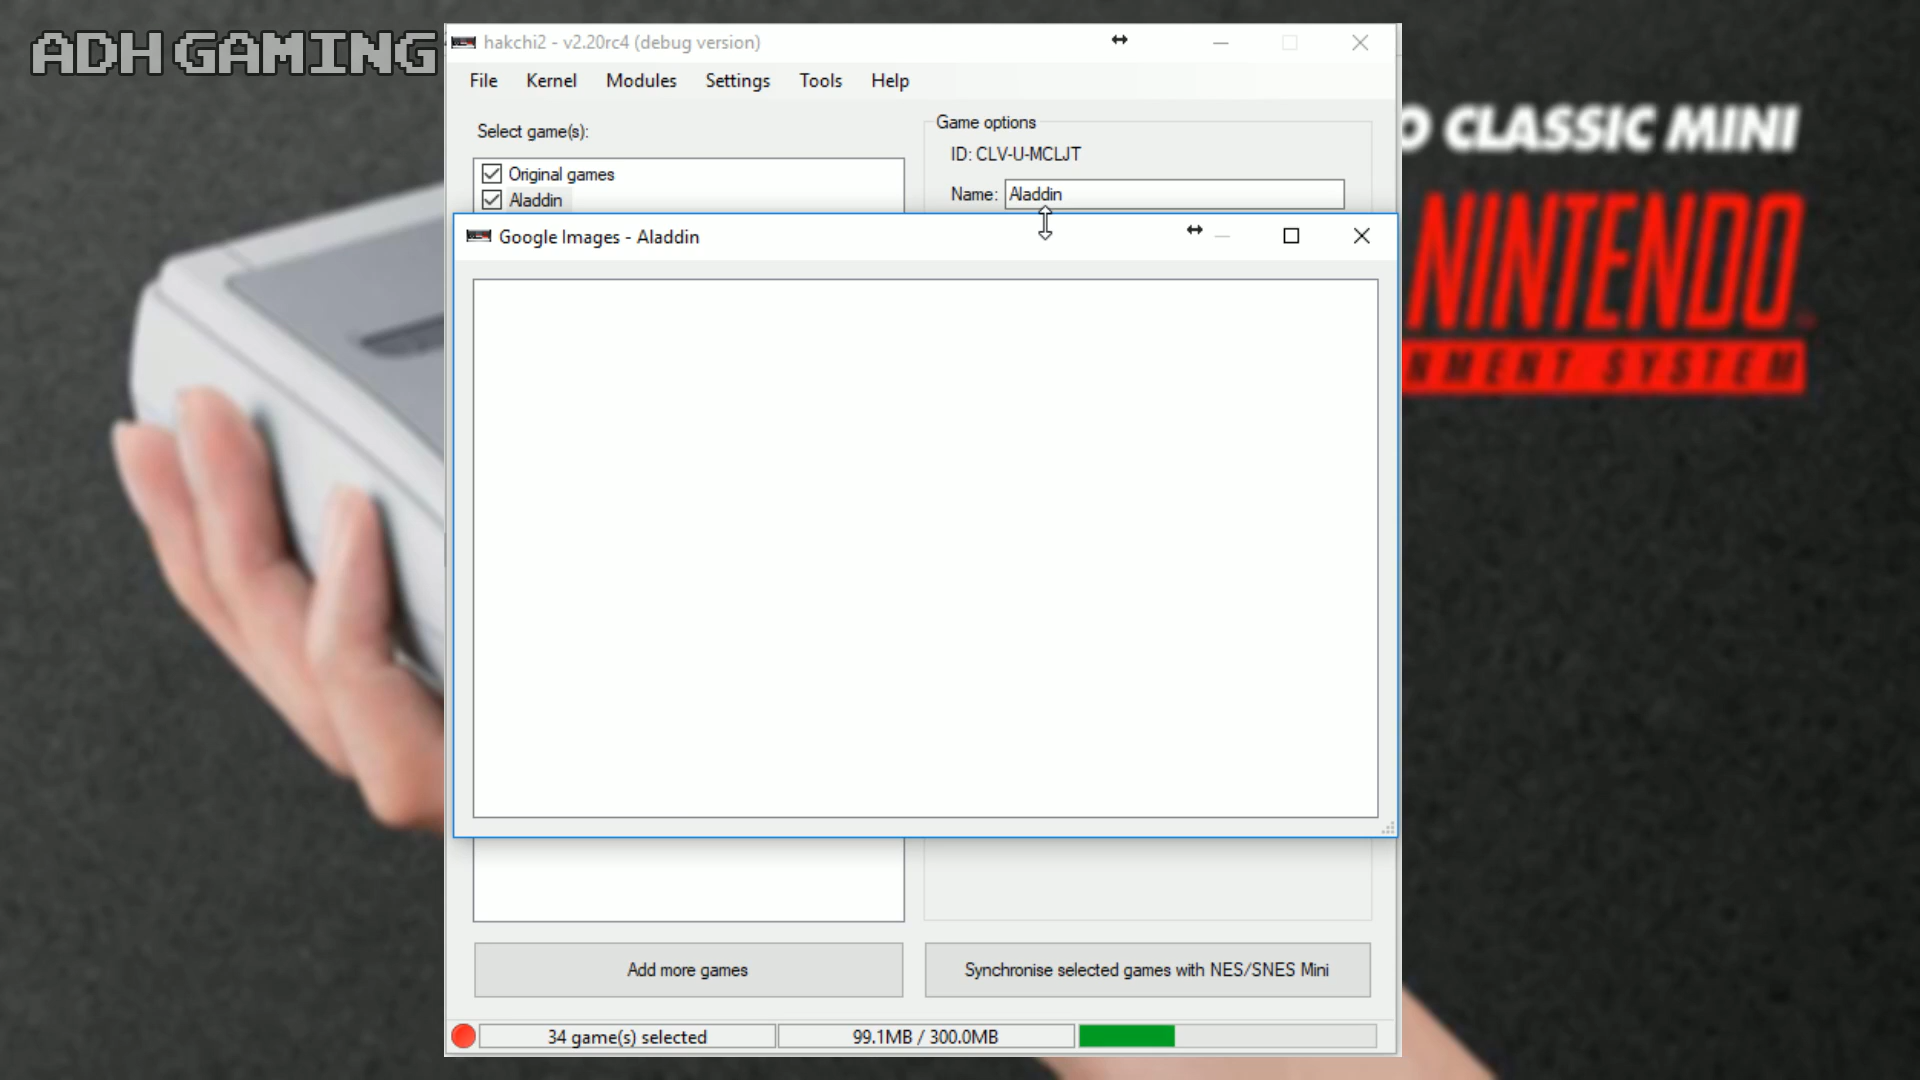 ADH GAMING
hakchi2 - v2.20rc4 (debug version)
File Kernel Modules Settings Tools Help
Select game(s):
Original games
Aladdin
Game options
ID: CLV-U-MCLJT
Name: Aladdin
Google Images - Aladdin
Add more games
Synchronise selected games with NES/SNES Mini
34 game(s) selected
99.1MB / 300.0MB
O CLASSIC MINI
NINTENDO
NMENT SYSTEM